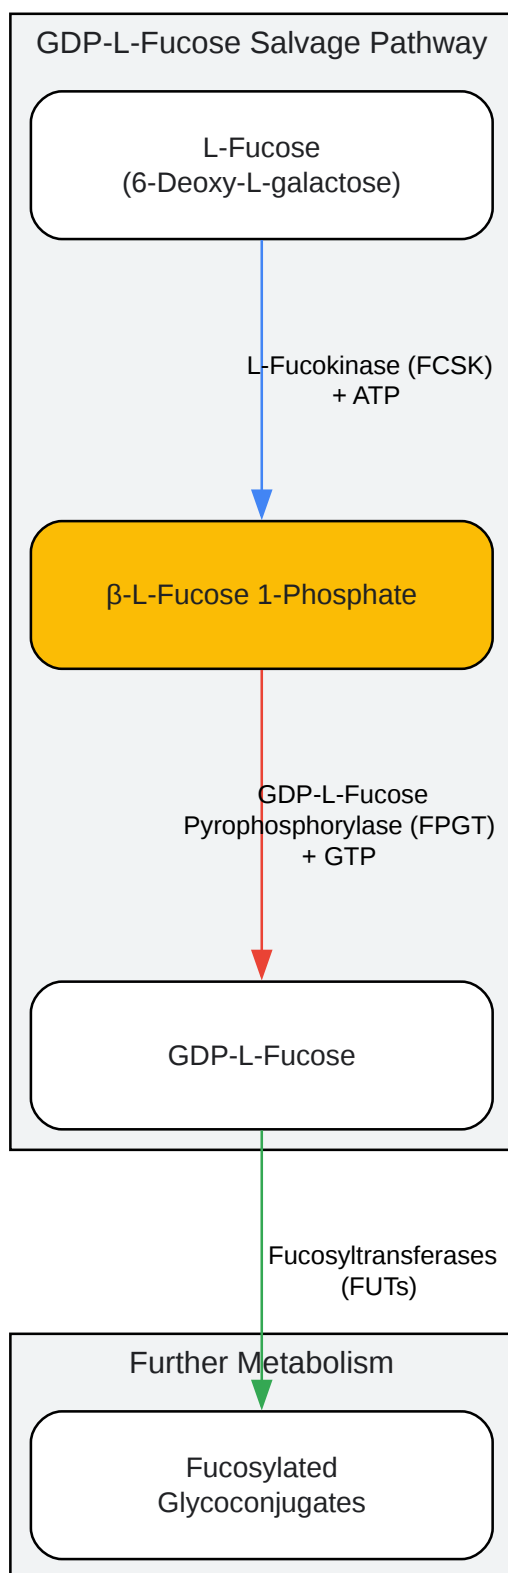 GDP-L-Fucose Salvage Pathway
L-Fucose
(6-Deoxy-L-galactose)
L-Fucokinase (FCSK)
+ ATP
β-L-Fucose 1-Phosphate
GDP-L-Fucose
Pyrophosphorylase (FPGT)
+ GTP
GDP-L-Fucose
Fucosyltransferases
(FUTs)
Further Metabolism
Fucosylated
Glycoconjugates